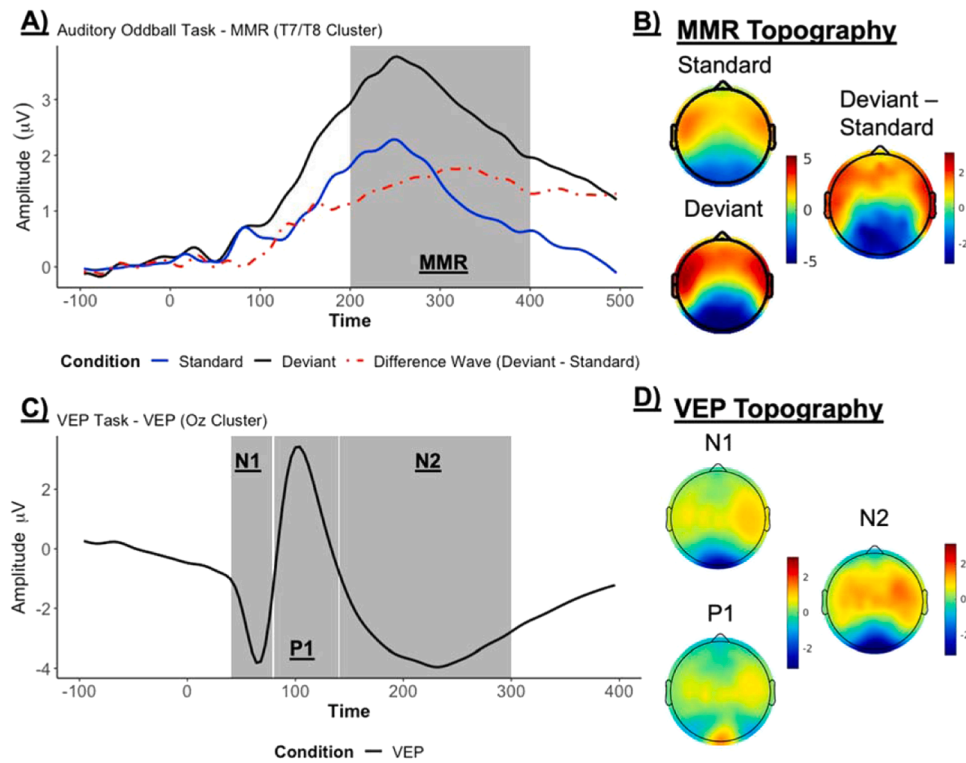 A)
Auditory Oddball Task - MMR (T7/T8 Cluster)
Amplitude (μV)
3
2
1
0
MMR
-100 0 100 200 300 400 500
Time
Condition Standard Deviant Difference Wave (Deviant - Standard)
B) MMR Topography
Standard
Deviant –
Standard
Deviant
5
0
-5
2
0
-2
C)
VEP Task - VEP (Oz Cluster)
Amplitude μV
2
0
-2
-4
N1
P1
N2
-100 0 100 200 300 400
Time
Condition VEP
D) VEP Topography
N1
N2
P1
2
0
-2
2
0
-2